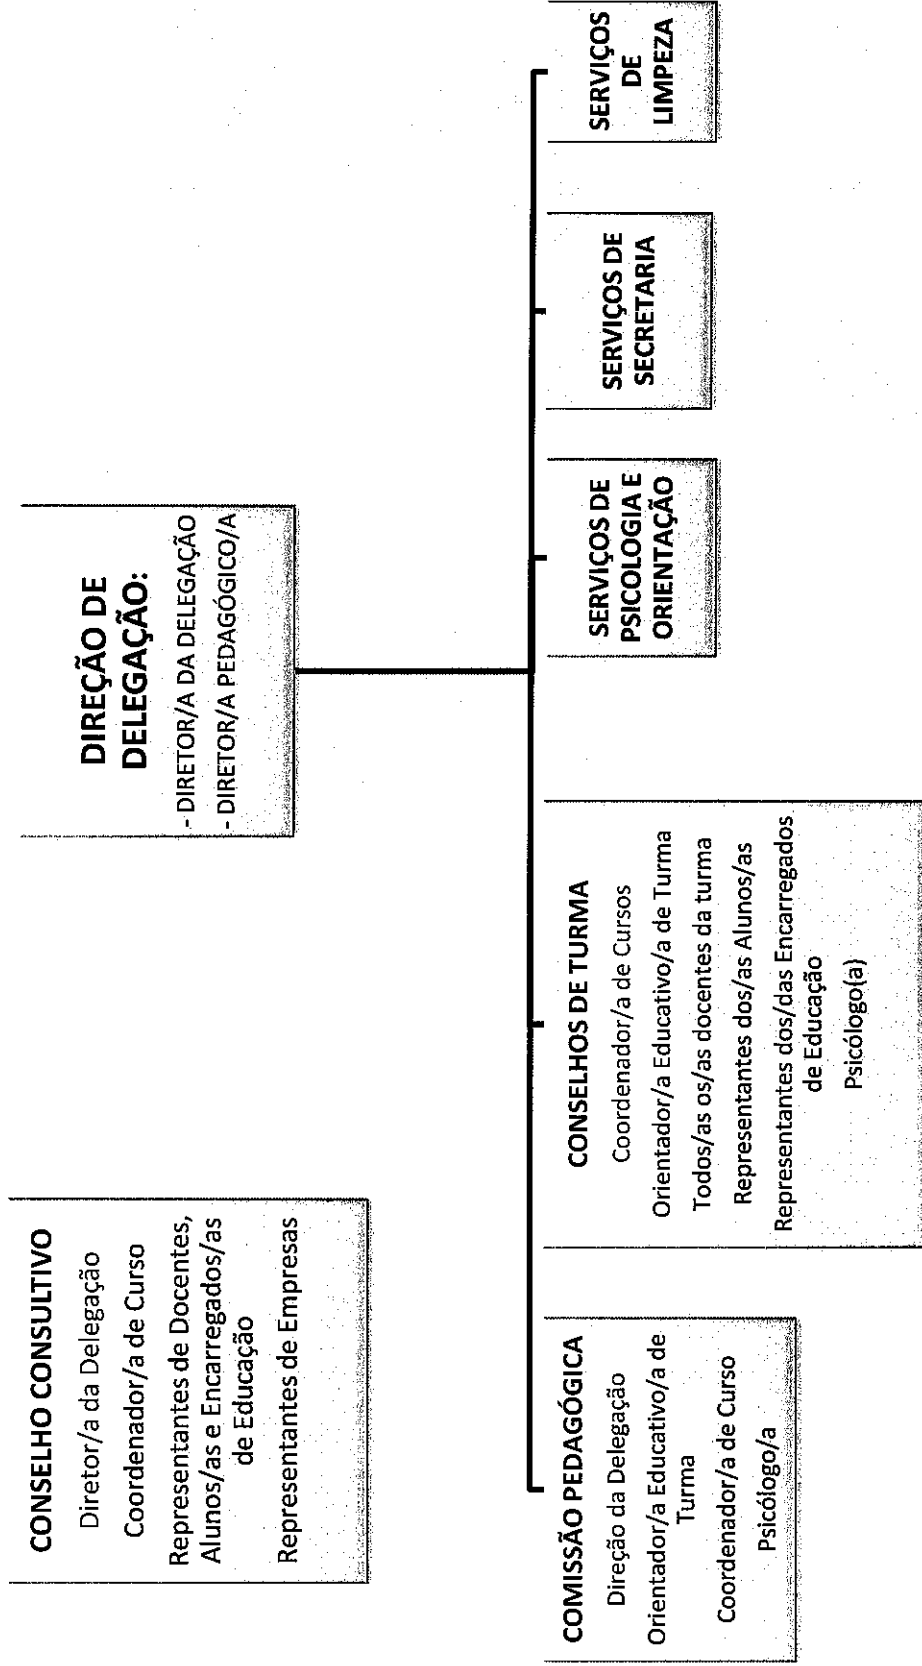 CONSELHO CONSULTIVO
Diretor/a da Delegação
Coordenador/a de Curso
Representantes de Docentes,
Alunos/as e Encarregados/as
de Educação
Representantes de Empresas
DIREÇÃO DE
DELEGAÇÃO:
- DIRETOR/A DA DELEGAÇÃO
- DIRETOR/A PEDAGÓGICO/A
COMISSÃO PEDAGÓGICA
Direção da Delegação
Orientador/a Educativo/a de
Turma
Coordenador/a de Curso
Psicólogo/a
CONSELHOS DE TURMA
Coordenador/a de Cursos
Orientador/a Educativo/a de Turma
Todos/as os/as docentes da turma
Representantes dos/as Alunos/as
Representantes dos/das Encarregados
de Educação
Psicólogo(a)
SERVIÇOS DE
PSICOLOGIA E
ORIENTAÇÃO
SERVIÇOS DE
SECRETARIA
SERVIÇOS
DE
LIMPEZA